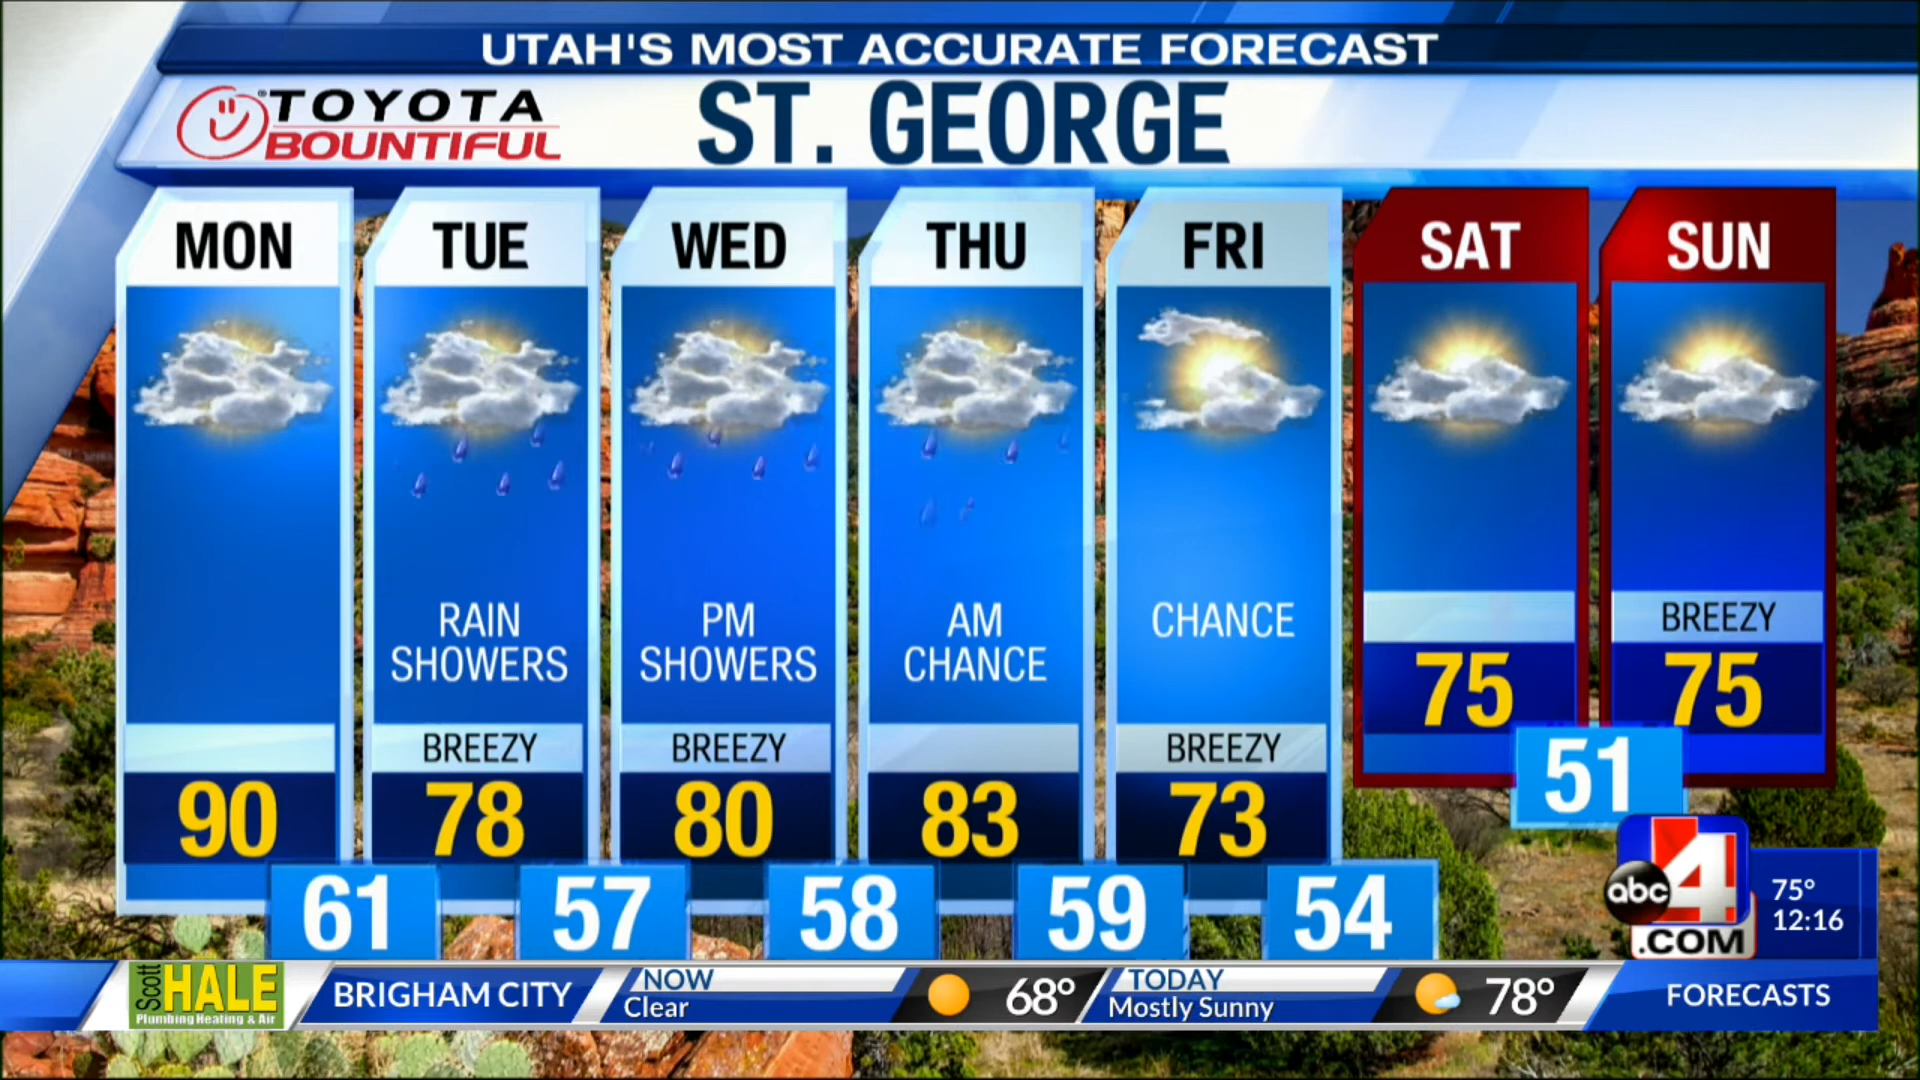 UTAH'S MOST ACCURATE FORECAST
TOYOTA
BOUNTIFUL
ST. GEORGE
MON
TUE
WED
THU
FRI
SAT
SUN
RAIN
SHOWERS
PM
SHOWERS
AM
CHANCE
CHANCE
BREEZY
75
75
BREEZY
BREEZY
BREEZY
51
90
78
80
83
73
61
57
58
59
54
abc
4
.COM
75°
12:16
Scott
HALE
Plumbing Heating & Air
BRIGHAM CITY
NOW
Clear
68°
TODAY
Mostly Sunny
78°
FORECASTS